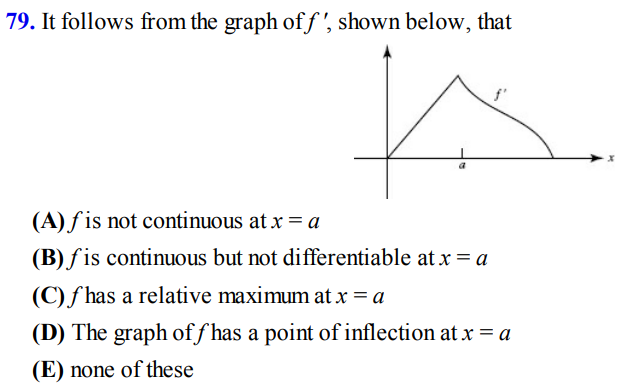 79. It follows from the graph of f ', shown below, that
f'
x
a
(A) f is not continuous at x = a
(B) f is continuous but not differentiable at x = a
(C) f has a relative maximum at x = a
(D) The graph of f has a point of inflection at x = a
(E) none of these